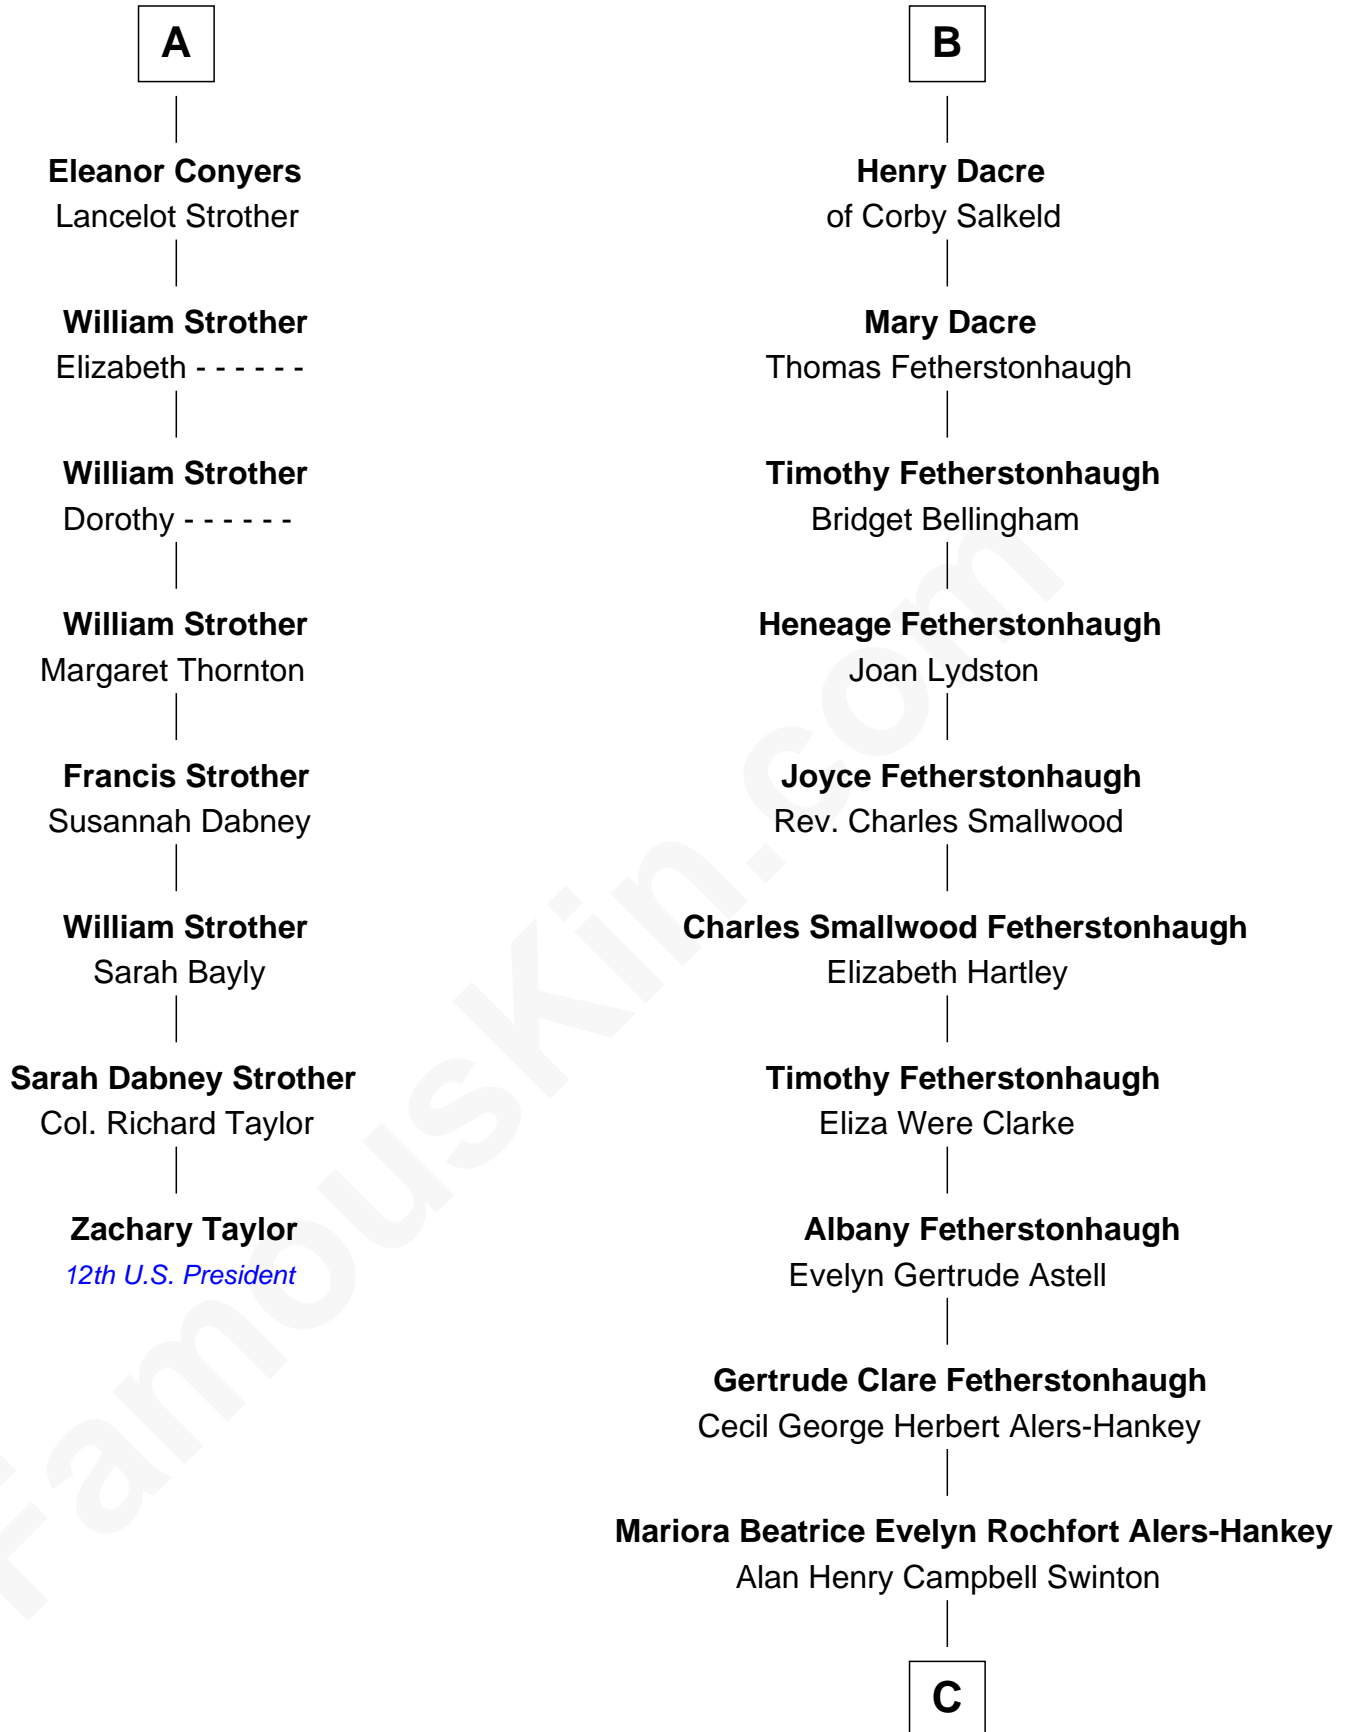 A
Eleanor Conyers
Lancelot Strother
William Strother
Elizabeth - - - - - -
William Strother
Dorothy - - - - - -
William Strother
Margaret Thornton
Francis Strother
Susannah Dabney
William Strother
Sarah Bayly
Sarah Dabney Strother
Col. Richard Taylor
Zachary Taylor
12th U.S. President
B
Henry Dacre
of Corby Salkeld
Mary Dacre
Thomas Fetherstonhaugh
Timothy Fetherstonhaugh
Bridget Bellingham
Heneage Fetherstonhaugh
Joan Lydston
Joyce Fetherstonhaugh
Rev. Charles Smallwood
Charles Smallwood Fetherstonhaugh
Elizabeth Hartley
Timothy Fetherstonhaugh
Eliza Were Clarke
Albany Fetherstonhaugh
Evelyn Gertrude Astell
Gertrude Clare Fetherstonhaugh
Cecil George Herbert Alers-Hankey
Mariora Beatrice Evelyn Rochfort Alers-Hankey
Alan Henry Campbell Swinton
C
FamousKin.com